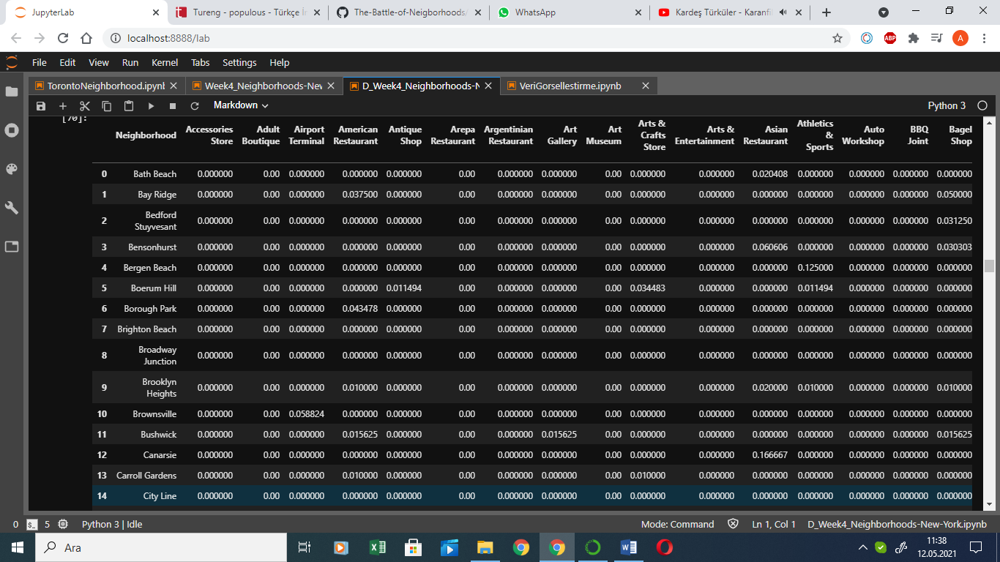 JupyterLab
Tureng - populous - Türkçe İn
The-Battle-of-Neigborhoods/
WhatsApp
Kardeş Türküler - Karanfil
localhost:8888/lab
ABP
A
File Edit View Run Kernel Tabs Settings Help
TorontoNeighborhood.ipynb
Week4_Neighborhoods-New
D_Week4_Neighborhoods-N
VeriGorsellestirme.ipynb
Markdown
Python 3
[70]:
Neighborhood Accessories Store Adult Boutique Airport Terminal American Restaurant Antique Shop Arepa Restaurant Argentinian Restaurant Art Gallery Art Museum Arts & Crafts Store Arts & Entertainment Asian Restaurant Athletics & Sports Auto Workshop BBQ Joint Bagel Shop
0 Bath Beach 0.000000 0.00 0.000000 0.000000 0.000000 0.00 0.000000 0.000000 0.00 0.000000 0.000000 0.020408 0.000000 0.000000 0.000000 0.000000
1 Bay Ridge 0.000000 0.00 0.000000 0.037500 0.000000 0.00 0.000000 0.000000 0.00 0.000000 0.000000 0.000000 0.000000 0.000000 0.000000 0.050000
2 Bedford Stuyvesant 0.000000 0.00 0.000000 0.000000 0.000000 0.00 0.000000 0.000000 0.00 0.000000 0.000000 0.000000 0.000000 0.000000 0.000000 0.031250
3 Bensonhurst 0.000000 0.00 0.000000 0.000000 0.000000 0.00 0.000000 0.000000 0.00 0.000000 0.000000 0.060606 0.000000 0.000000 0.000000 0.030303
4 Bergen Beach 0.000000 0.00 0.000000 0.000000 0.000000 0.00 0.000000 0.000000 0.00 0.000000 0.000000 0.000000 0.125000 0.000000 0.000000 0.000000
5 Boerum Hill 0.000000 0.00 0.000000 0.000000 0.011494 0.00 0.000000 0.000000 0.00 0.034483 0.000000 0.000000 0.011494 0.000000 0.000000 0.000000
6 Borough Park 0.000000 0.00 0.000000 0.043478 0.000000 0.00 0.000000 0.000000 0.00 0.000000 0.000000 0.000000 0.000000 0.000000 0.000000 0.000000
7 Brighton Beach 0.000000 0.00 0.000000 0.000000 0.000000 0.00 0.000000 0.000000 0.00 0.000000 0.000000 0.000000 0.000000 0.000000 0.000000 0.000000
8 Broadway Junction 0.000000 0.00 0.000000 0.000000 0.000000 0.00 0.000000 0.000000 0.00 0.000000 0.000000 0.000000 0.000000 0.000000 0.000000 0.000000
9 Brooklyn Heights 0.000000 0.00 0.000000 0.010000 0.000000 0.00 0.000000 0.000000 0.00 0.000000 0.000000 0.020000 0.010000 0.000000 0.000000 0.010000
10 Brownsville 0.000000 0.00 0.058824 0.000000 0.000000 0.00 0.000000 0.000000 0.00 0.000000 0.000000 0.000000 0.000000 0.000000 0.000000 0.000000
11 Bushwick 0.000000 0.00 0.000000 0.015625 0.000000 0.00 0.000000 0.015625 0.00 0.000000 0.000000 0.000000 0.000000 0.000000 0.000000 0.015625
12 Canarsie 0.000000 0.00 0.000000 0.000000 0.000000 0.00 0.000000 0.000000 0.00 0.000000 0.000000 0.166667 0.000000 0.000000 0.000000 0.000000
13 Carroll Gardens 0.000000 0.00 0.000000 0.010000 0.000000 0.00 0.000000 0.000000 0.00 0.010000 0.000000 0.000000 0.000000 0.000000 0.000000 0.000000
14 City Line 0.000000 0.00 0.000000 0.000000 0.000000 0.00 0.000000 0.000000 0.00 0.000000 0.000000 0.000000 0.000000 0.000000 0.000000 0.000000
0 $_ 5 Python 3 | Idle Mode: Command Ln 1, Col 1 D_Week4_Neighborhoods-New-York.ipynb
Ara
11:38
12.05.2021